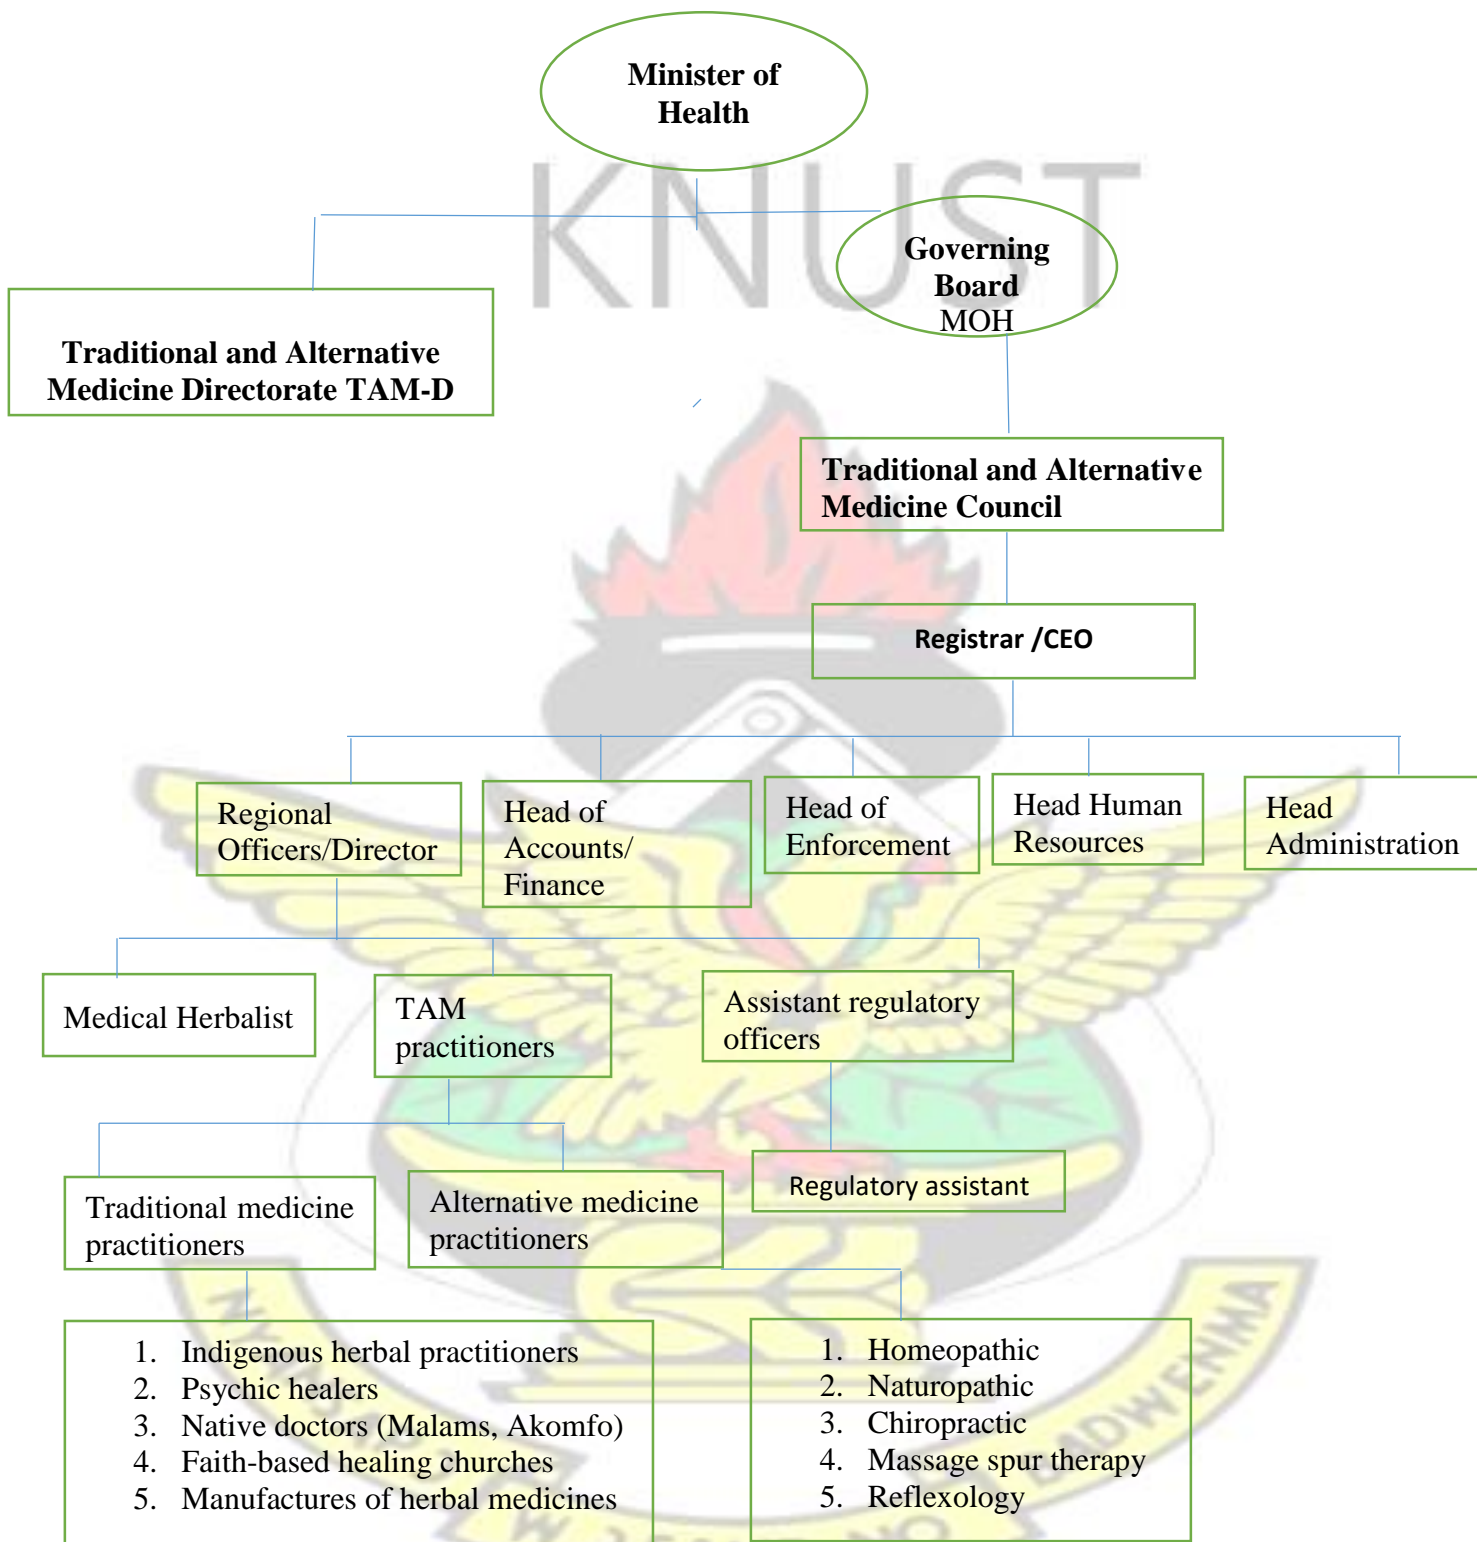 Minister of
Health
KNUST
Governing
Board
MOH
Traditional and Alternative
Medicine Directorate TAM-D
Traditional and Alternative
Medicine Council
Registrar /CEO
Regional
Officers/Director
Head of
Accounts/
Finance
Head of
Enforcement
Head Human
Resources
Head
Administration
Medical Herbalist
TAM
practitioners
Assistant regulatory
officers
Traditional medicine
practitioners
Alternative medicine
practitioners
Regulatory assistant
1. Indigenous herbal practitioners
2. Psychic healers
3. Native doctors (Malams, Akomfo)
4. Faith-based healing churches
5. Manufactures of herbal medicines
1. Homeopathic
2. Naturopathic
3. Chiropractic
4. Massage spur therapy
5. Reflexology
BADWENMA